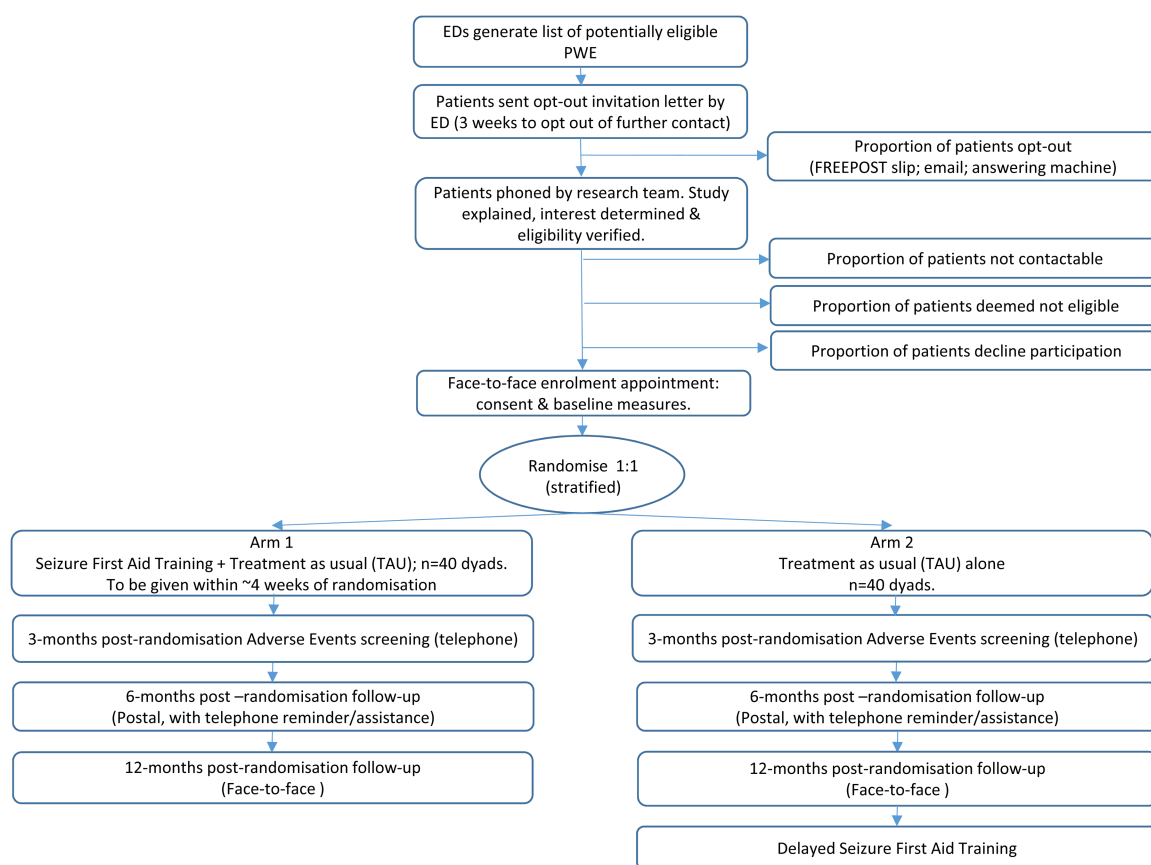 EDs generate list of potentially eligible
PWE
Patients sent opt-out invitation letter by
ED (3 weeks to opt out of further contact)
Proportion of patients opt-out
(FREEPOST slip; email; answering machine)
Patients phoned by research team. Study
explained, interest determined &
eligibility verified.
Proportion of patients not contactable
Proportion of patients deemed not eligible
Proportion of patients decline participation
Face-to-face enrolment appointment:
consent & baseline measures.
Randomise 1:1
(stratified)
Arm 1
Seizure First Aid Training + Treatment as usual (TAU); n=40 dyads.
To be given within ~4 weeks of randomisation
3-months post-randomisation Adverse Events screening (telephone)
6-months post –randomisation follow-up
(Postal, with telephone reminder/assistance)
12-months post-randomisation follow-up
(Face-to-face )
Arm 2
Treatment as usual (TAU) alone
n=40 dyads.
3-months post-randomisation Adverse Events screening (telephone)
6-months post –randomisation follow-up
(Postal, with telephone reminder/assistance)
12-months post-randomisation follow-up
(Face-to-face )
Delayed Seizure First Aid Training